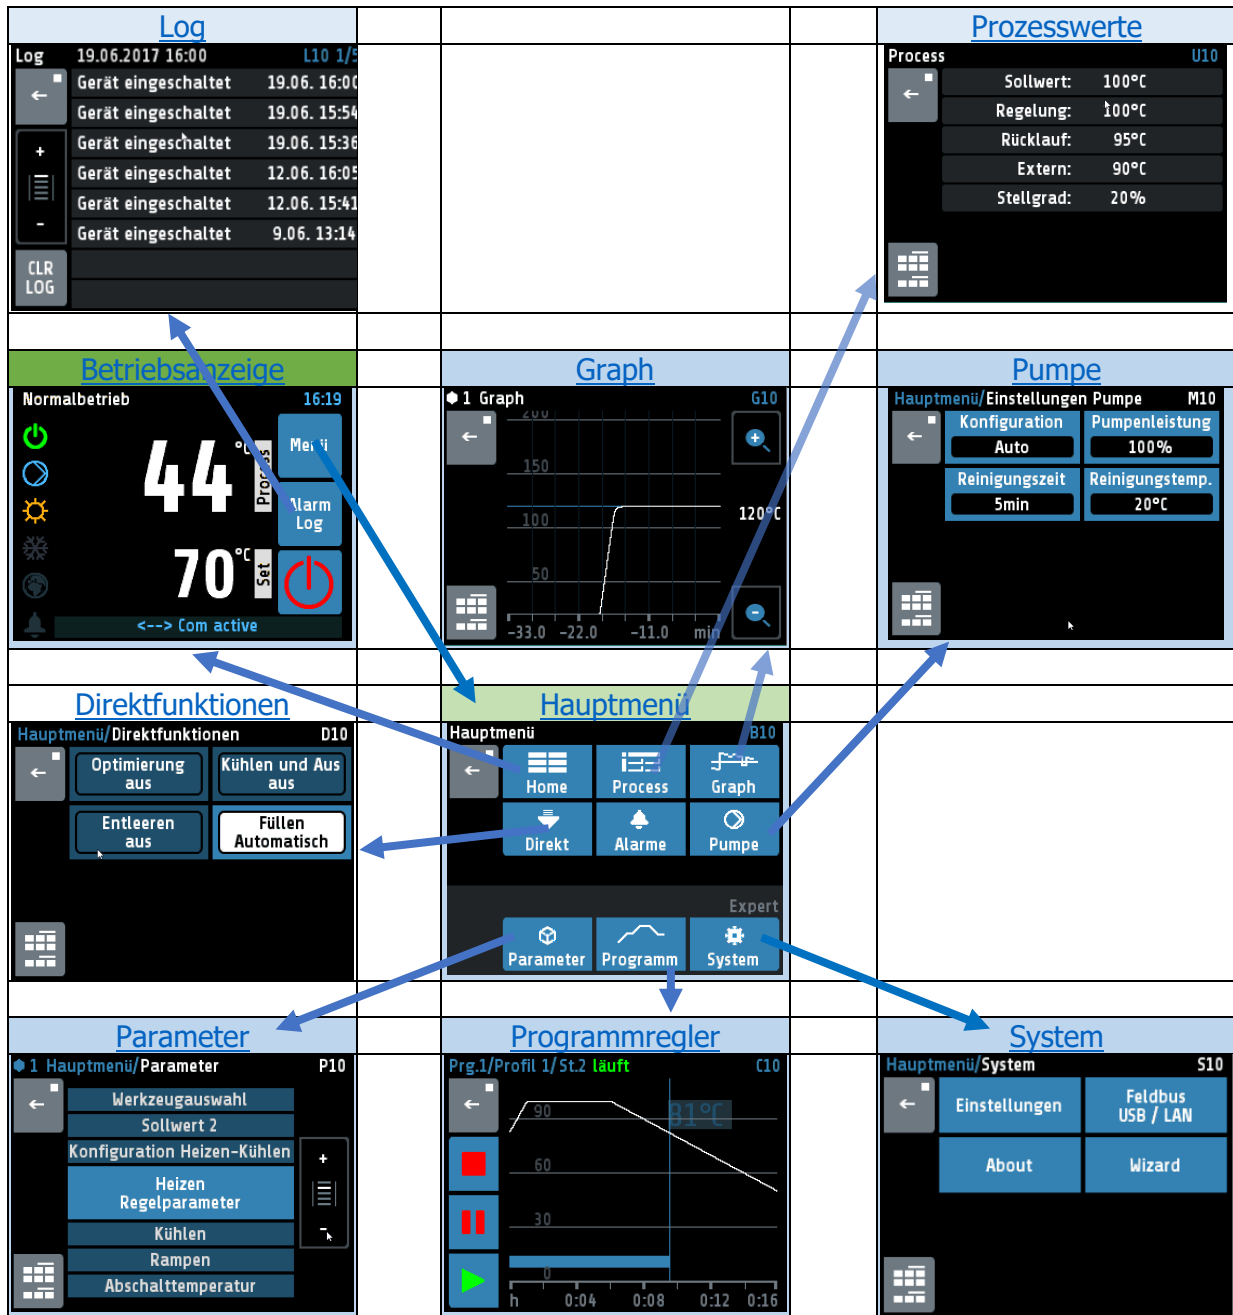 Log
Log 19.06.2017 16:00 L10 1/5
←
Gerät eingeschaltet 19.06. 16:00
Gerät eingeschaltet 19.06. 15:54
Gerät eingeschaltet 19.06. 15:36
Gerät eingeschaltet 12.06. 16:05
Gerät eingeschaltet 12.06. 15:41
Gerät eingeschaltet 9.06. 13:14
+
-
CLR
LOG
Prozesswerte
Process U10
←
Sollwert: 100°C
Regelung: 100°C
Rücklauf: 95°C
Extern: 90°C
Stellgrad: 20%
Betriebsanzeige
Normalbetrieb 16:19
44 °C Process
70 °C Set
Menü
Alarm
Log
<--> Com active
Graph
1 Graph G10
←
200
150
100
50
120°C
-33.0 -22.0 -11.0 min
Pumpe
Hauptmenü/Einstellungen Pumpe M10
←
Konfiguration Pumpenleistung
Auto 100%
Reinigungszeit Reinigungstemp.
5min 20°C
Direktfunktionen
Hauptmenü/Direktfunktionen D10
←
Optimierung
aus
Kühlen und Aus
aus
Entleeren
aus
Füllen
Automatisch
Hauptmenü
Hauptmenü B10
←
Home Process Graph
Direkt Alarme Pumpe
Expert
Parameter Programm System
Parameter
1 Hauptmenü/Parameter P10
←
Werkzeugauswahl
Sollwert 2
Konfiguration Heizen-Kühlen
Heizen
Regelparameter
Kühlen
Rampen
Abschalttemperatur
+
-
Programmregler
Prg.1/Profil 1/St.2 läuft C10
←
81°C
90
60
30
0
h 0:04 0:08 0:12 0:16
System
Hauptmenü/System S10
←
Einstellungen
Feldbus
USB / LAN
About Wizard